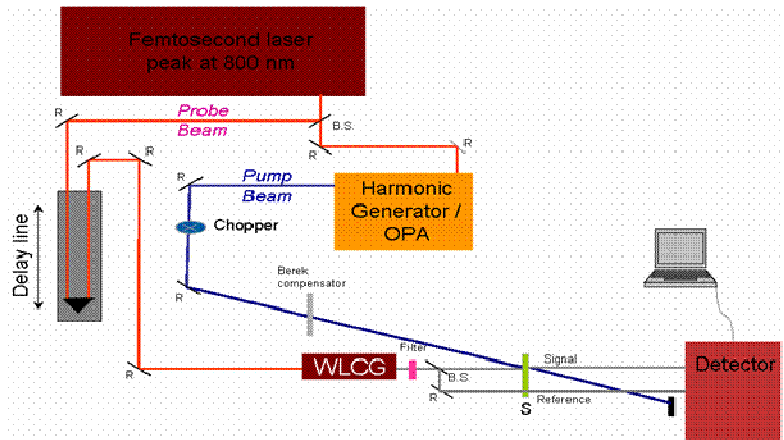 Femtosecond laser
peak at 800 nm
R
Probe
Beam
B.S.
R
R
R
R
R
Pump
Beam
Harmonic
Generator /
OPA
R
Chopper
Delay line
Berek
compensator
R
Filter
WLCG
Signal
B.S.
Detector
R
R
Reference
S